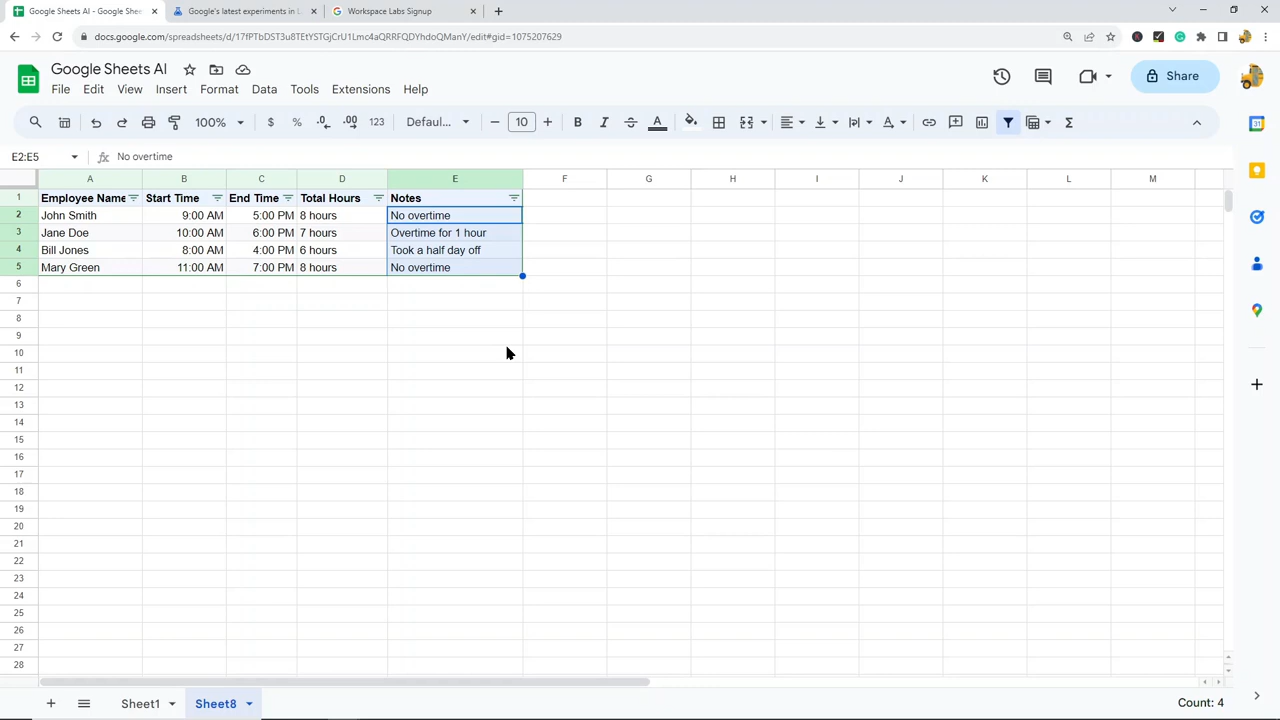 Google Sheets AI - Google Sheets
Google's latest experiments in L
Workspace Labs Signup
docs.google.com/spreadsheets/d/17fPTbDST3u8TEtYSTGjCrU1Lmc4aQRRFQDYhdoQManY/edit#gid=1075207629
Google Sheets AI
Share
File Edit View Insert Format Data Tools Extensions Help
100% $ % .0 .00 123 Defaul... 10 B I S A
E2:E5 fx No overtime
A B C D E F G H I J K L M
1 Employee Name Start Time End Time Total Hours Notes
2 John Smith 9:00 AM 5:00 PM 8 hours No overtime
3 Jane Doe 10:00 AM 6:00 PM 7 hours Overtime for 1 hour
4 Bill Jones 8:00 AM 4:00 PM 6 hours Took a half day off
5 Mary Green 11:00 AM 7:00 PM 8 hours No overtime
6
7
8
9
10
11
12
13
14
15
16
17
18
19
20
21
22
23
24
25
26
27
28
Sheet1 Sheet8 Count: 4